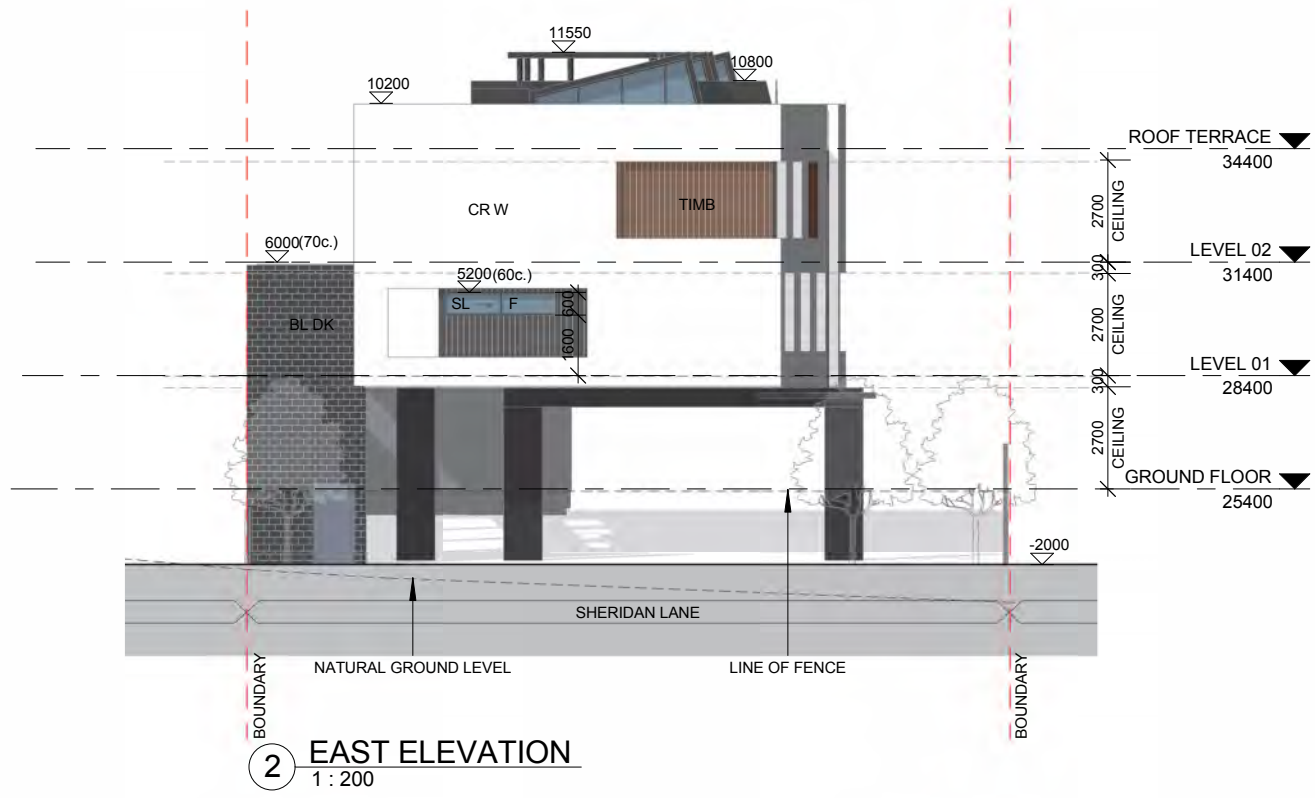 11550
10800
10200
ROOF TERRACE
34400
2700
CEILING
CR W
TIMB
6000(70c.)
LEVEL 02
31400
300
5200(60c.)
SL
F
600
BL DK
2700
CEILING
1600
LEVEL 01
28400
300
2700
CEILING
GROUND FLOOR
25400
-2000
SHERIDAN LANE
NATURAL GROUND LEVEL
LINE OF FENCE
BOUNDARY
BOUNDARY
2
EAST ELEVATION
1 : 200